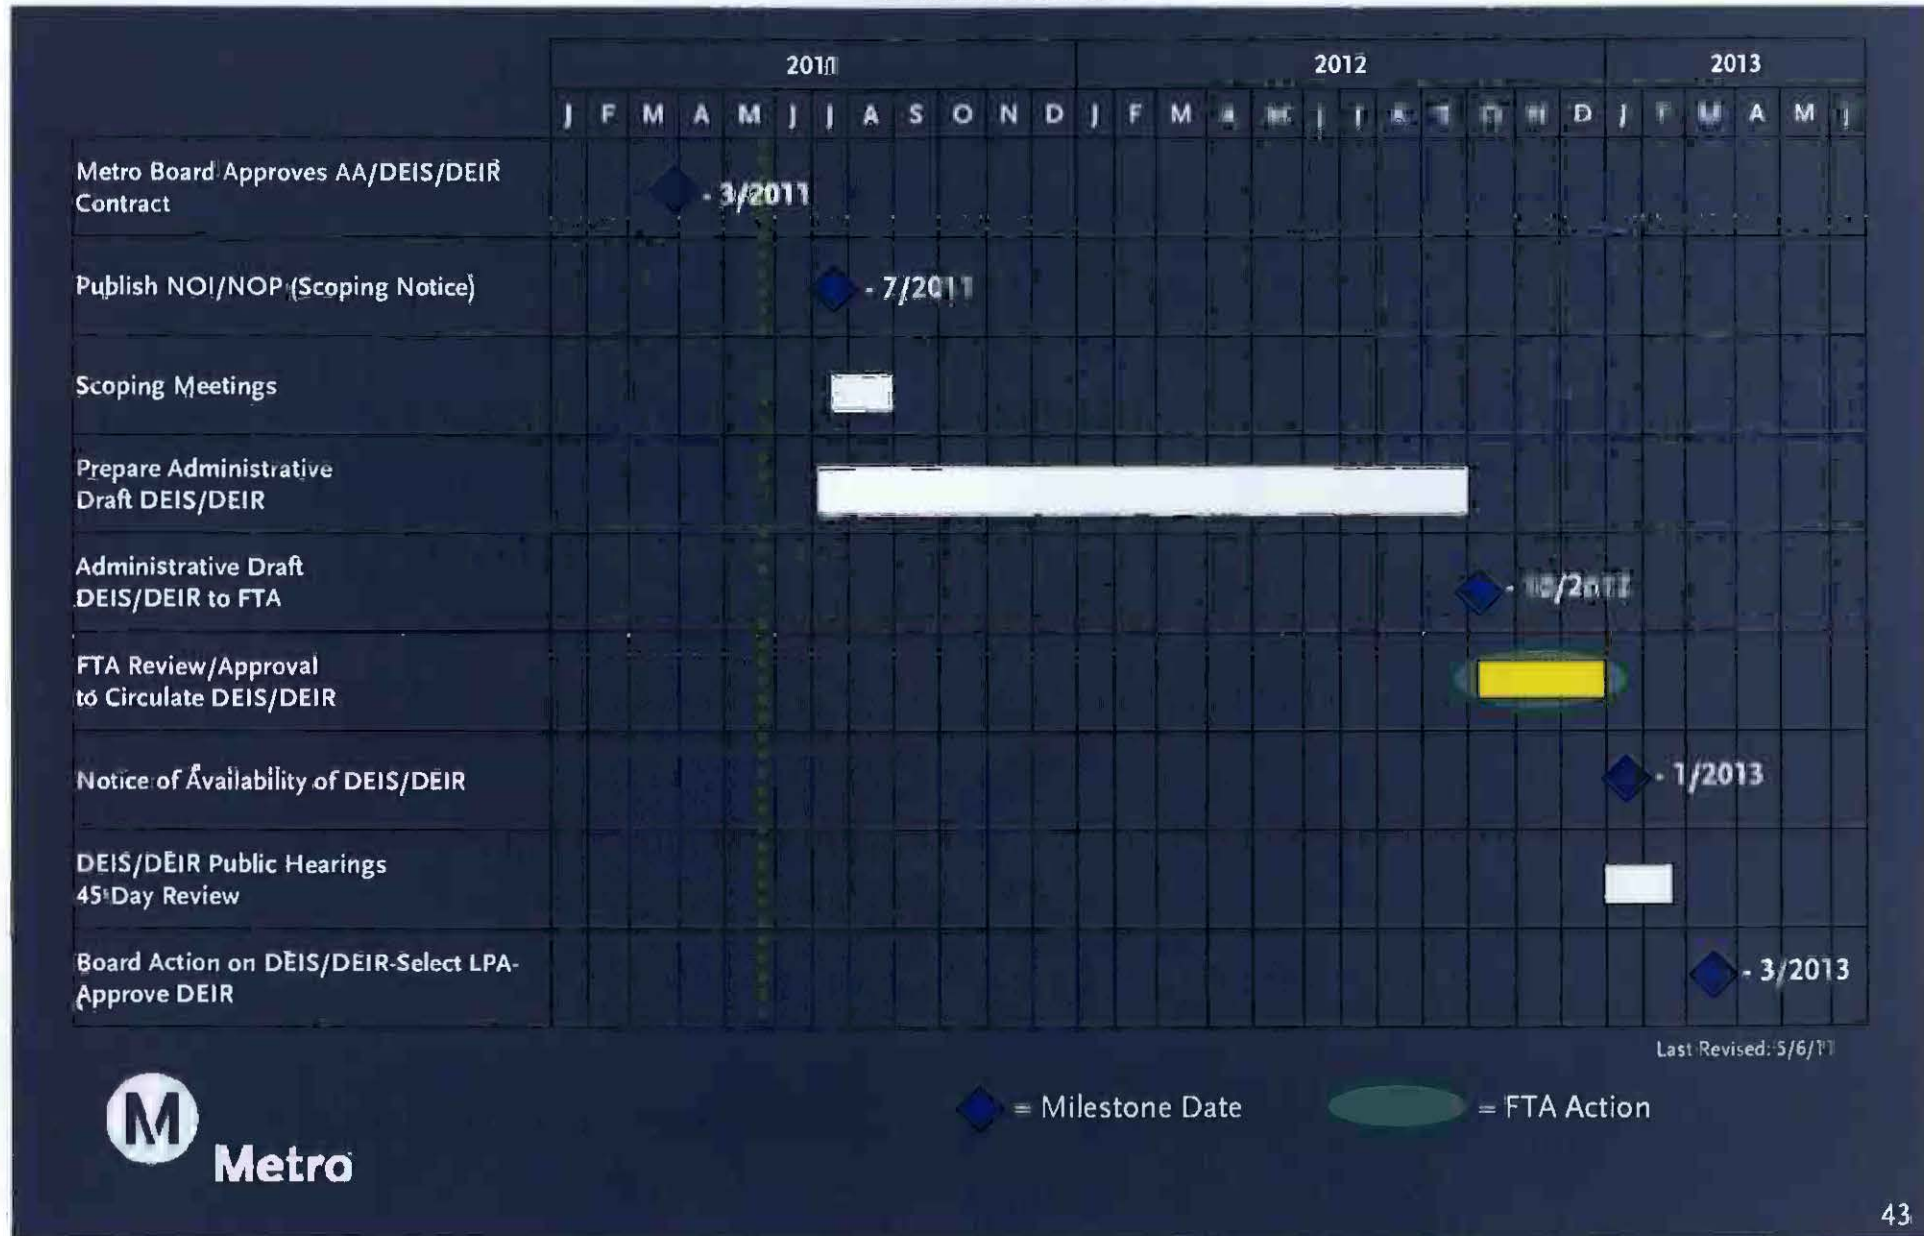 2011 2012 2013
J F M A M J J A S O N D J F M D J M A M J
Metro Board Approves AA/DEIS/DEIR
Contract
- 3/2011
Publish NOI/NOP (Scoping Notice)
- 7/2011
Scoping Meetings
Prepare Administrative
Draft DEIS/DEIR
Administrative Draft
DEIS/DEIR to FTA
FTA Review/Approval
to Circulate DEIS/DEIR
Notice of Availability of DEIS/DEIR
- 1/2013
DEIS/DEIR Public Hearings
45 Day Review
Board Action on DEIS/DEIR-Select LPA-
Approve DEIR
- 3/2013
Last Revised: 5/6/11
= Milestone Date
= FTA Action
M
Metro
43